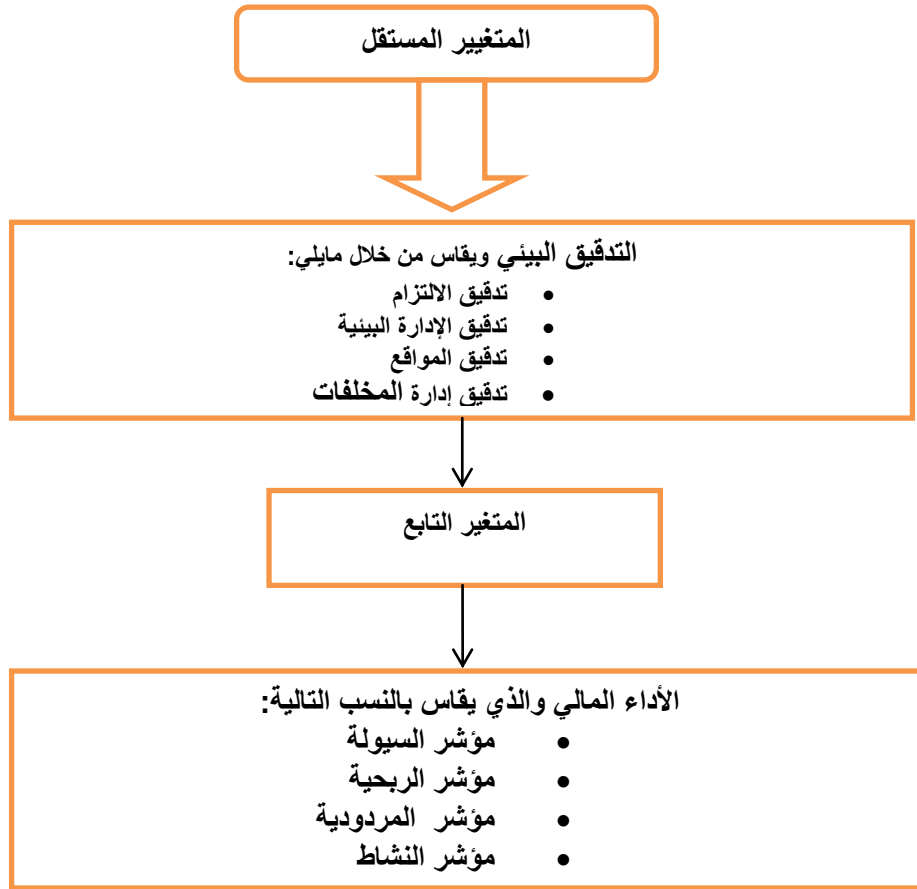 المتغيير المستقل
التدقيق البيئي ويقاس من خلال مايلي:
• تدقيق الالتزام
• تدقيق الإدارة البيئية
• تدقيق المواقع
• تدقيق إدارة المخلفات
المتغير التابع
الأداء المالي والذي يقاس بالنسب التالية:
• مؤشر السيولة
• مؤشر الربحية
• مؤشر المردودية
• مؤشر النشاط